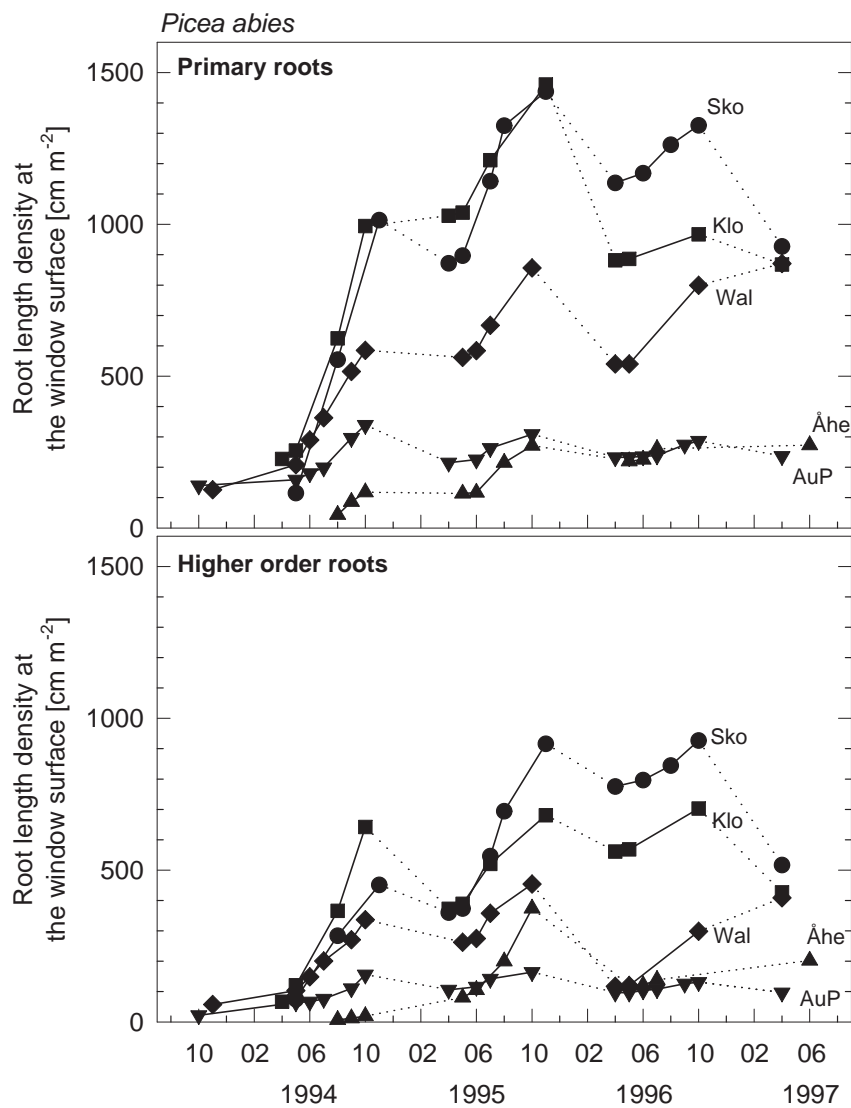 Picea abies
Primary roots
1500
1000
500
0
Root length density at
the window surface [cm m⁻²]
Sko
Klo
Wal
Åhe
AuP
Higher order roots
1500
1000
500
0
Root length density at
the window surface [cm m⁻²]
Sko
Klo
Wal
Åhe
AuP
10 02 06 10 02 06 10 02 06 10 02 06
1994 1995 1996 1997